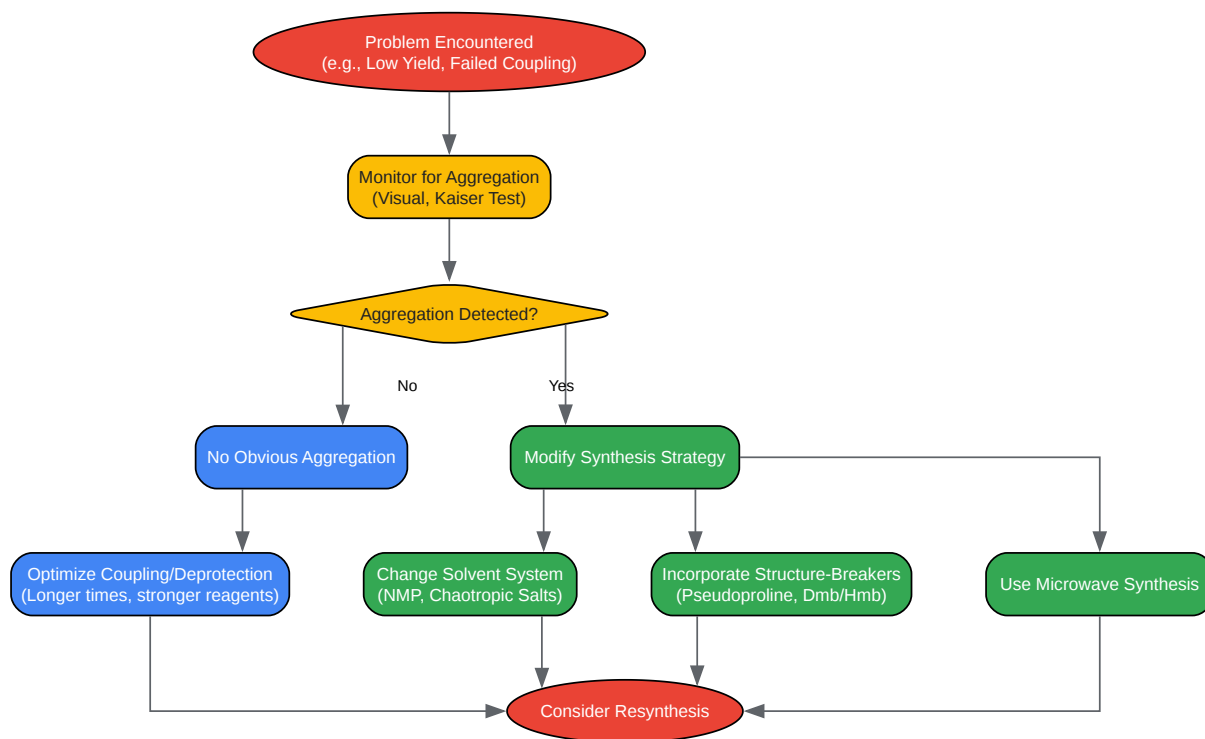 Problem Encountered
(e.g., Low Yield, Failed Coupling)
Monitor for Aggregation
(Visual, Kaiser Test)
Aggregation Detected?
No
Yes
No Obvious Aggregation
Modify Synthesis Strategy
Optimize Coupling/Deprotection
(Longer times, stronger reagents)
Change Solvent System
(NMP, Chaotropic Salts)
Incorporate Structure-Breakers
(Pseudoproline, Dmb/Hmb)
Use Microwave Synthesis
Consider Resynthesis